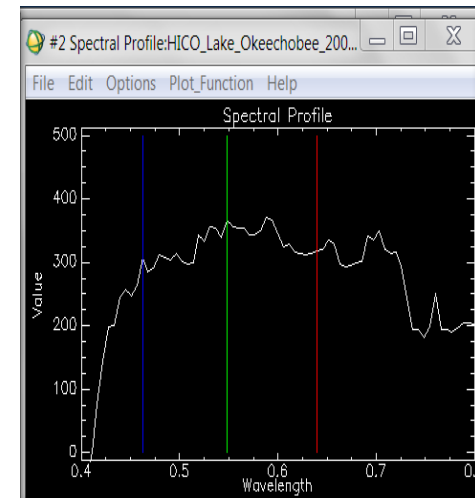 #2 Spectral Profile:HICO_Lake_Okeechobee_200...
File Edit Options Plot_Function Help
Spectral Profile
500
400
300
200
100
0
Value
0.4 0.5 0.6 0.7 0.
Wavelength